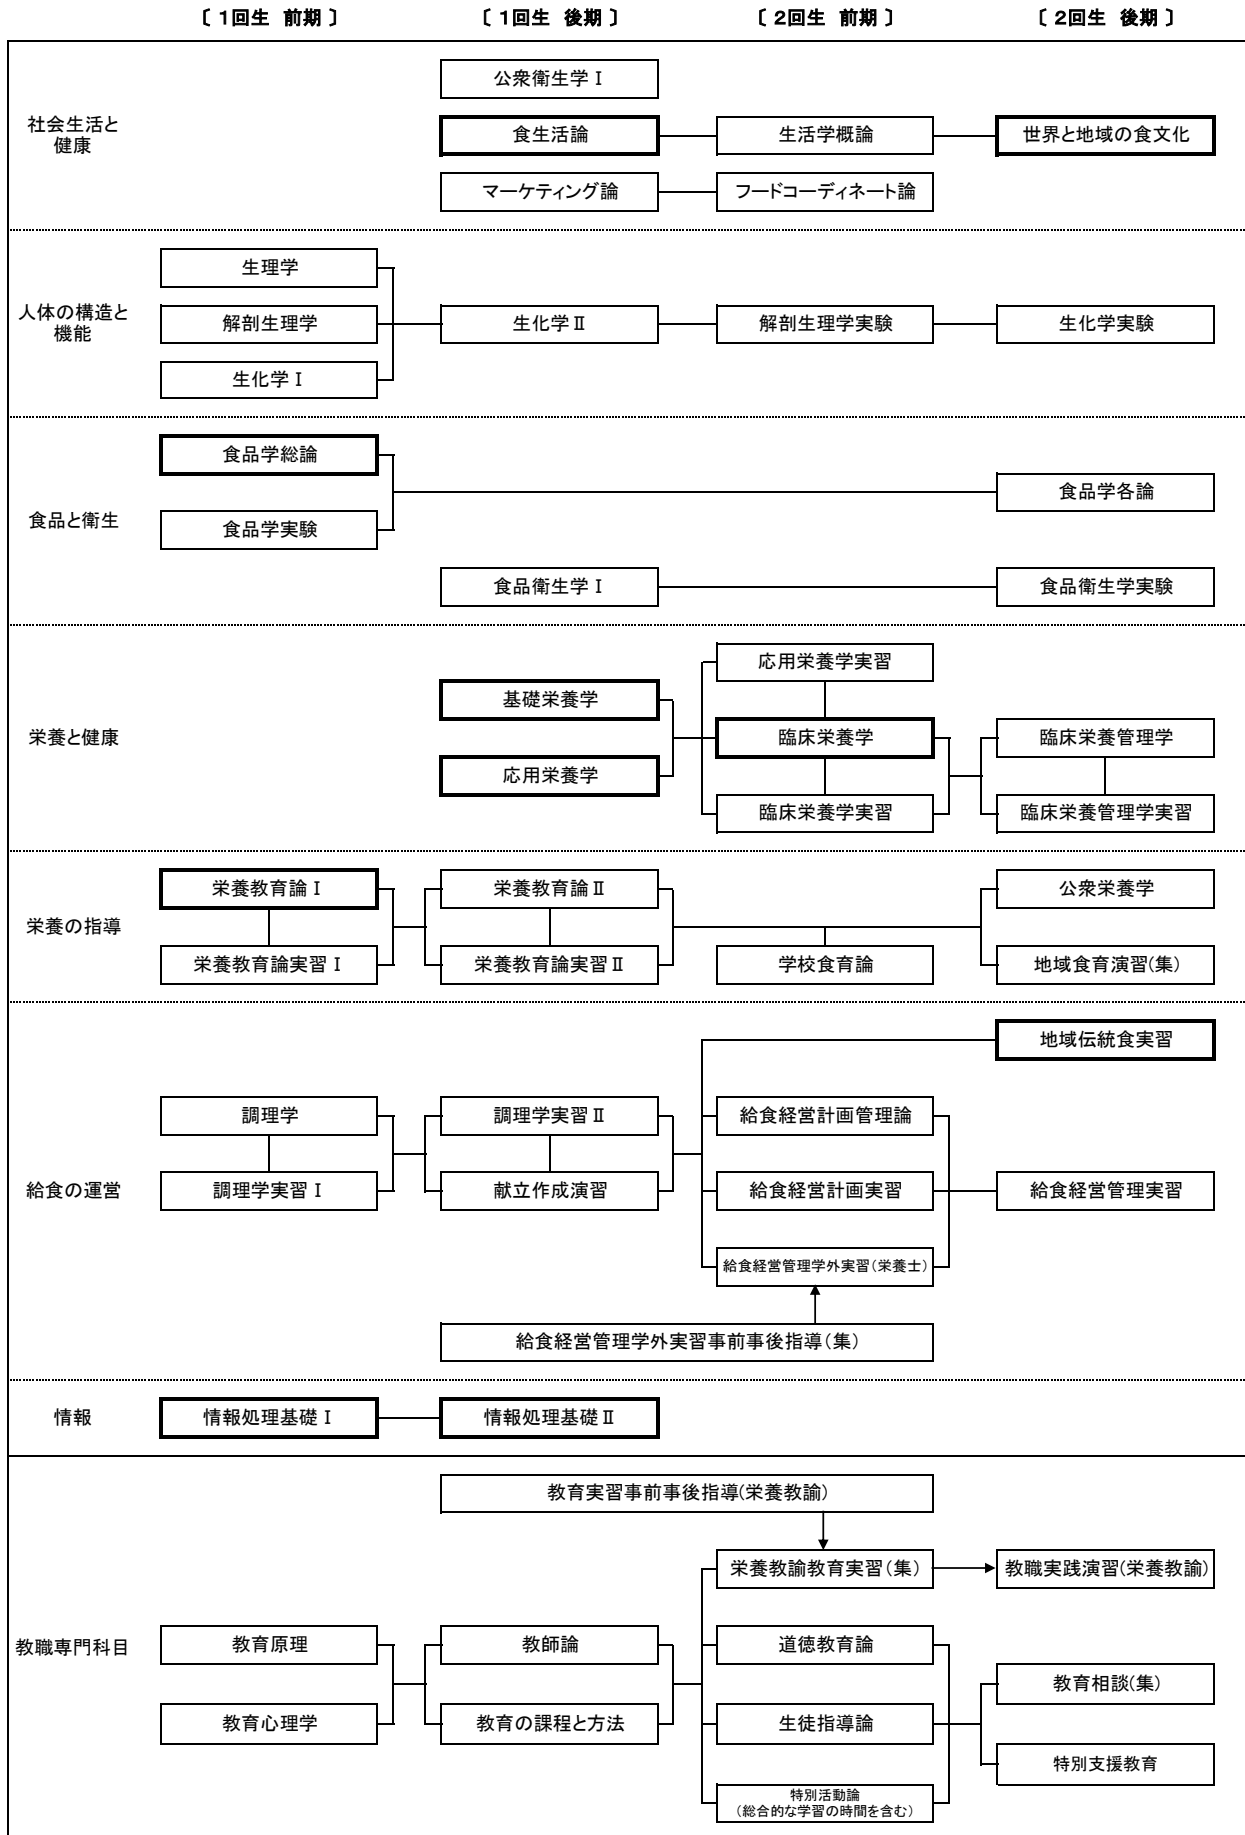 〔 1回生 前期 〕
〔 1回生 後期 〕
〔 2回生 前期 〕
〔 2回生 後期 〕
社会生活と
健康
公衆衛生学Ⅰ
食生活論
生活学概論
世界と地域の食文化
マーケティング論
フードコーディネート論
人体の構造と
機能
生理学
解剖生理学
生化学Ⅰ
生化学Ⅱ
解剖生理学実験
生化学実験
食品と衛生
食品学総論
食品学実験
食品学各論
食品衛生学Ⅰ
食品衛生学実験
栄養と健康
基礎栄養学
応用栄養学
応用栄養学実習
臨床栄養学
臨床栄養学実習
臨床栄養管理学
臨床栄養管理学実習
栄養の指導
栄養教育論Ⅰ
栄養教育論実習Ⅰ
栄養教育論Ⅱ
栄養教育論実習Ⅱ
学校食育論
公衆栄養学
地域食育演習(集)
給食の運営
調理学
調理学実習Ⅰ
調理学実習Ⅱ
献立作成演習
地域伝統食実習
給食経営計画管理論
給食経営計画実習
給食経営管理学外実習(栄養士)
給食経営管理実習
給食経営管理学外実習事前事後指導(集)
情報
情報処理基礎Ⅰ
情報処理基礎Ⅱ
教職専門科目
教育実習事前事後指導(栄養教諭)
栄養教諭教育実習(集)
教職実践演習(栄養教諭)
教育原理
教育心理学
教師論
教育の課程と方法
道徳教育論
生徒指導論
特別活動論
(総合的な学習の時間を含む)
教育相談(集)
特別支援教育